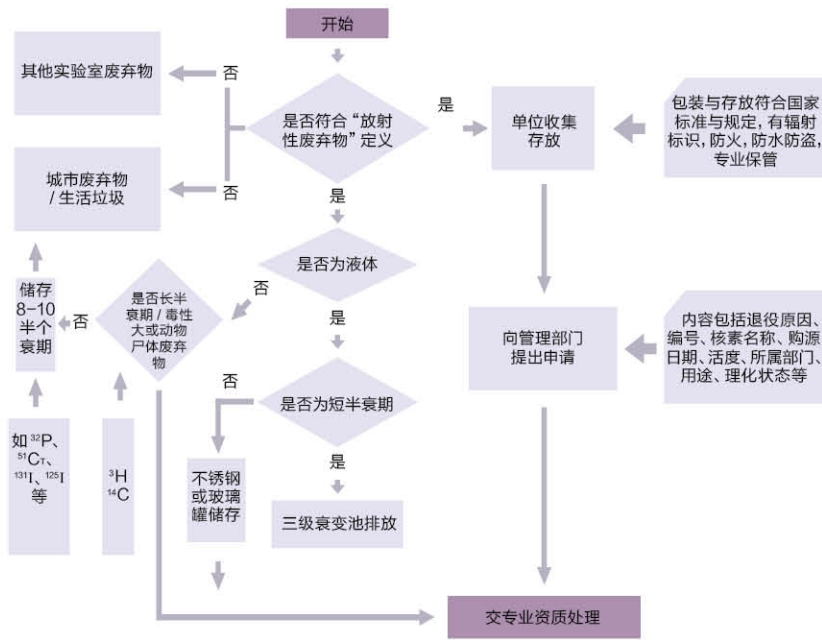 开始
其他实验室废弃物
否
是否符合“放射
性废弃物”定义
是
单位收集
存放
包装与存放符合国家
标准与规定，有辐射
标识，防火，防水防盗，
专业保管
城市废弃物
/ 生活垃圾
否
是
是否为液体
否
储存
8–10
半个
衰期
否
是否长半
衰期 / 毒性
大或动物
尸体废弃
物
是
向管理部门
提出申请
内容包括退役原因、
编号、核素名称、购源
日期、活度、所属部门、
用途、理化状态等
否
是否为短半衰期
如 ³²P、
⁵¹Cт、
¹³¹I、¹²⁵I
等
³H
¹⁴C
不锈钢
或玻璃
罐储存
是
三级衰变池排放
交专业资质处理